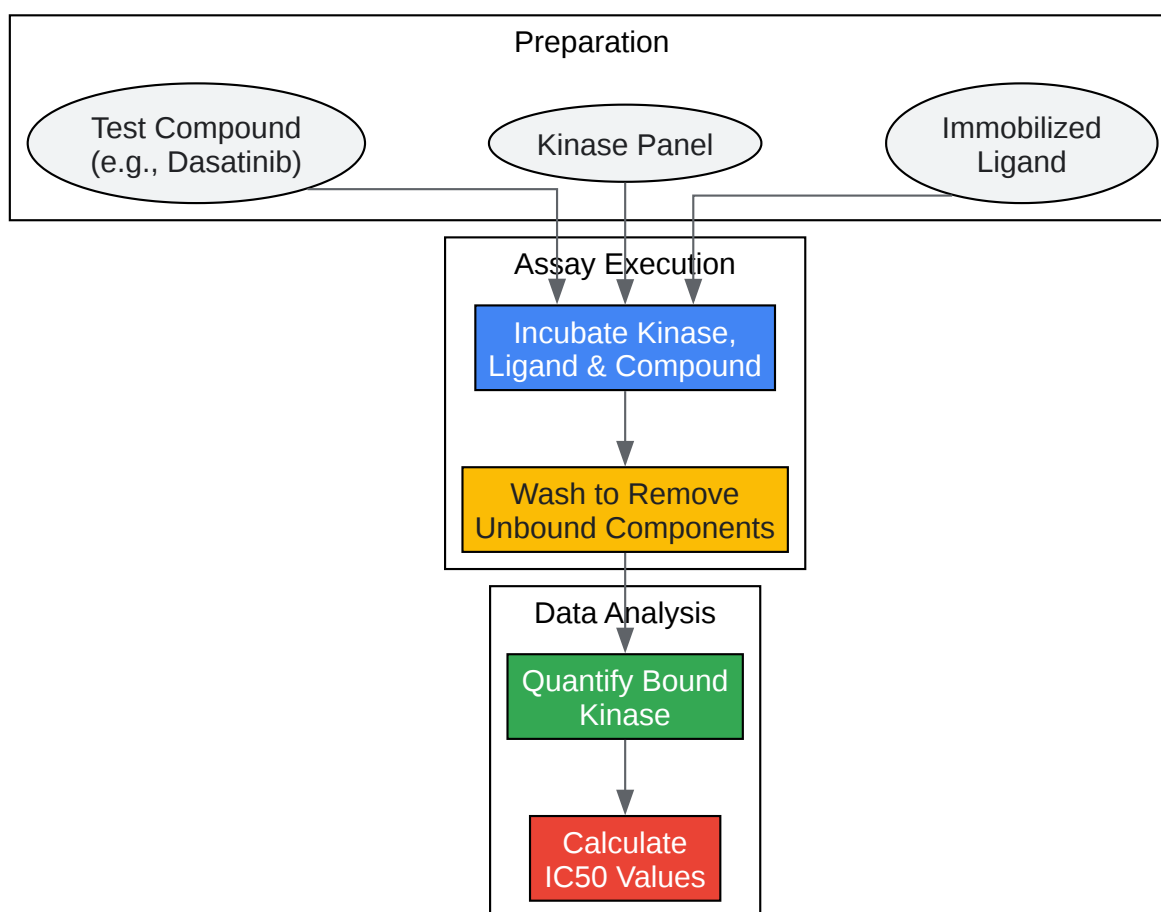 Preparation
Test Compound
(e.g., Dasatinib)
Kinase Panel
Immobilized
Ligand
Assay Execution
Incubate Kinase,
Ligand & Compound
Wash to Remove
Unbound Components
Data Analysis
Quantify Bound
Kinase
Calculate
IC50 Values